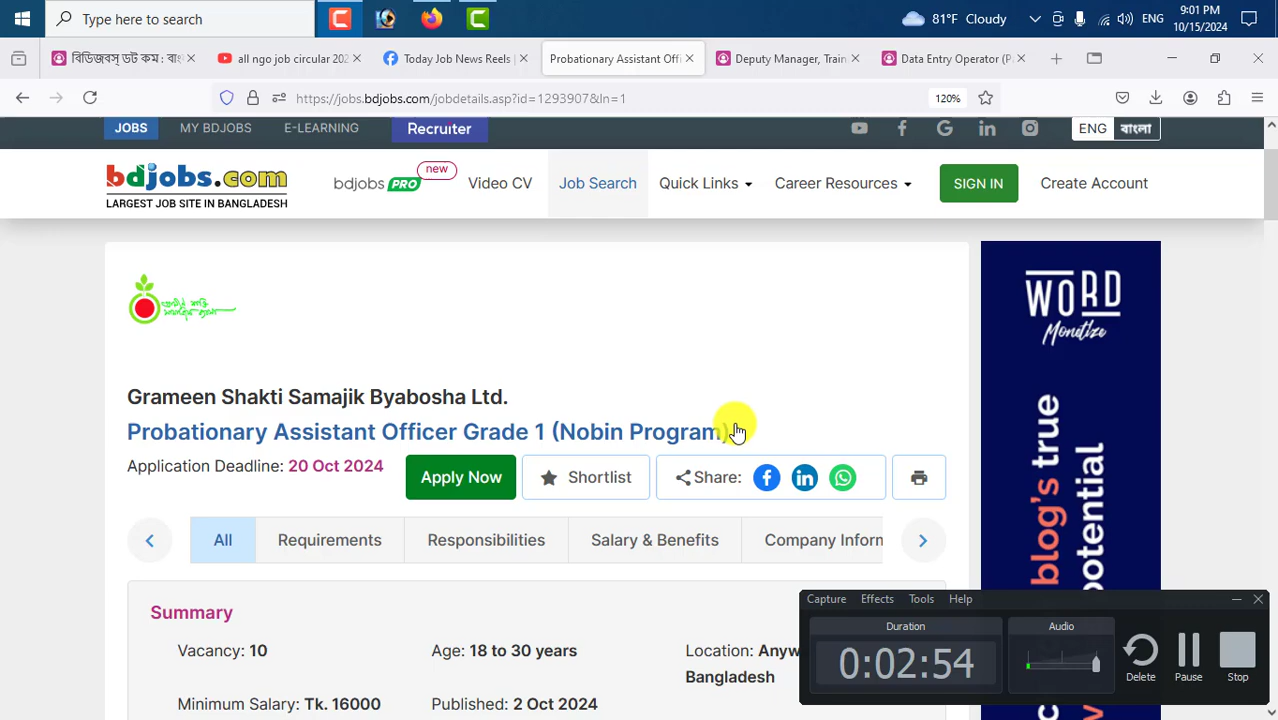 Type here to search
81°F Cloudy
ENG
9:01 PM
10/15/2024
বিডিজবস্ ডট কম : বাং
all ngo job circular 202
Today Job News Reels |
Probationary Assistant Offi
Deputy Manager, Train
Data Entry Operator (P
https://jobs.bdjobs.com/jobdetails.asp?id=1293907&ln=1
120%
JOBS
MY BDJOBS
E-LEARNING
Recruiter
ENG
বাংলা
bdjobs.com
LARGEST JOB SITE IN BANGLADESH
bdjobs PRO
new
Video CV
Job Search
Quick Links
Career Resources
SIGN IN
Create Account
Grameen Shakti Samajik Byabosha Ltd.
Probationary Assistant Officer Grade 1 (Nobin Program)
Application Deadline: 20 Oct 2024
Apply Now
Shortlist
Share:
All
Requirements
Responsibilities
Salary & Benefits
Company Inform
Summary
Vacancy: 10
Age: 18 to 30 years
Location: Anyw
Bangladesh
Minimum Salary: Tk. 16000
Published: 2 Oct 2024
WORD
Monetize
blog's true
potential
Capture
Effects
Tools
Help
Duration
0:02:54
Audio
Delete
Pause
Stop